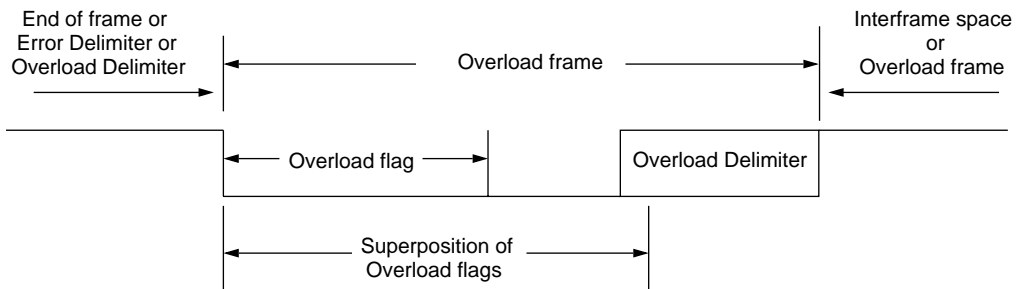 End of frame or
Error Delimiter or
Overload Delimiter
Overload frame
Interframe space
or
Overload frame
Overload flag
Overload Delimiter
Superposition of
Overload flags